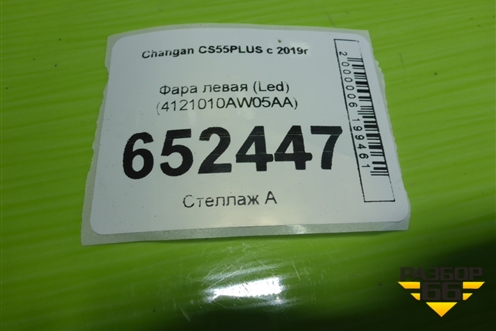 Changan CS55PLUS с 2019г
Фара левая (Led)
(4121010AW05AA)
652447
Стеллаж А
2000006199461
РАЗБОР
66